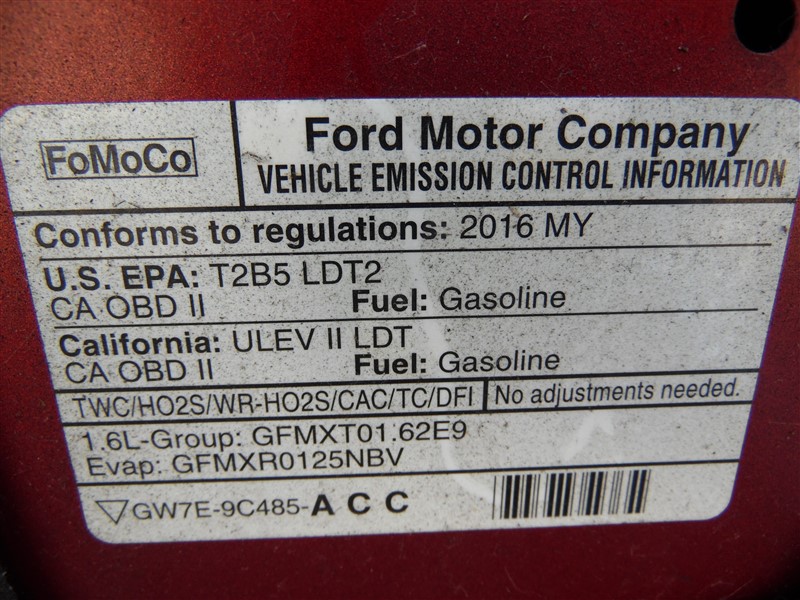 FoMoCo
Ford Motor Company
VEHICLE EMISSION CONTROL INFORMATION
Conforms to regulations: 2016 MY
U.S. EPA: T2B5 LDT2
CA OBD II Fuel: Gasoline
California: ULEV II LDT
CA OBD II Fuel: Gasoline
TWC/HO2S/WR-HO2S/CAC/TC/DFI No adjustments needed.
1.6L-Group: GFMXT01.62E9
Evap: GFMXR0125NBV
GW7E-9C485-A C C